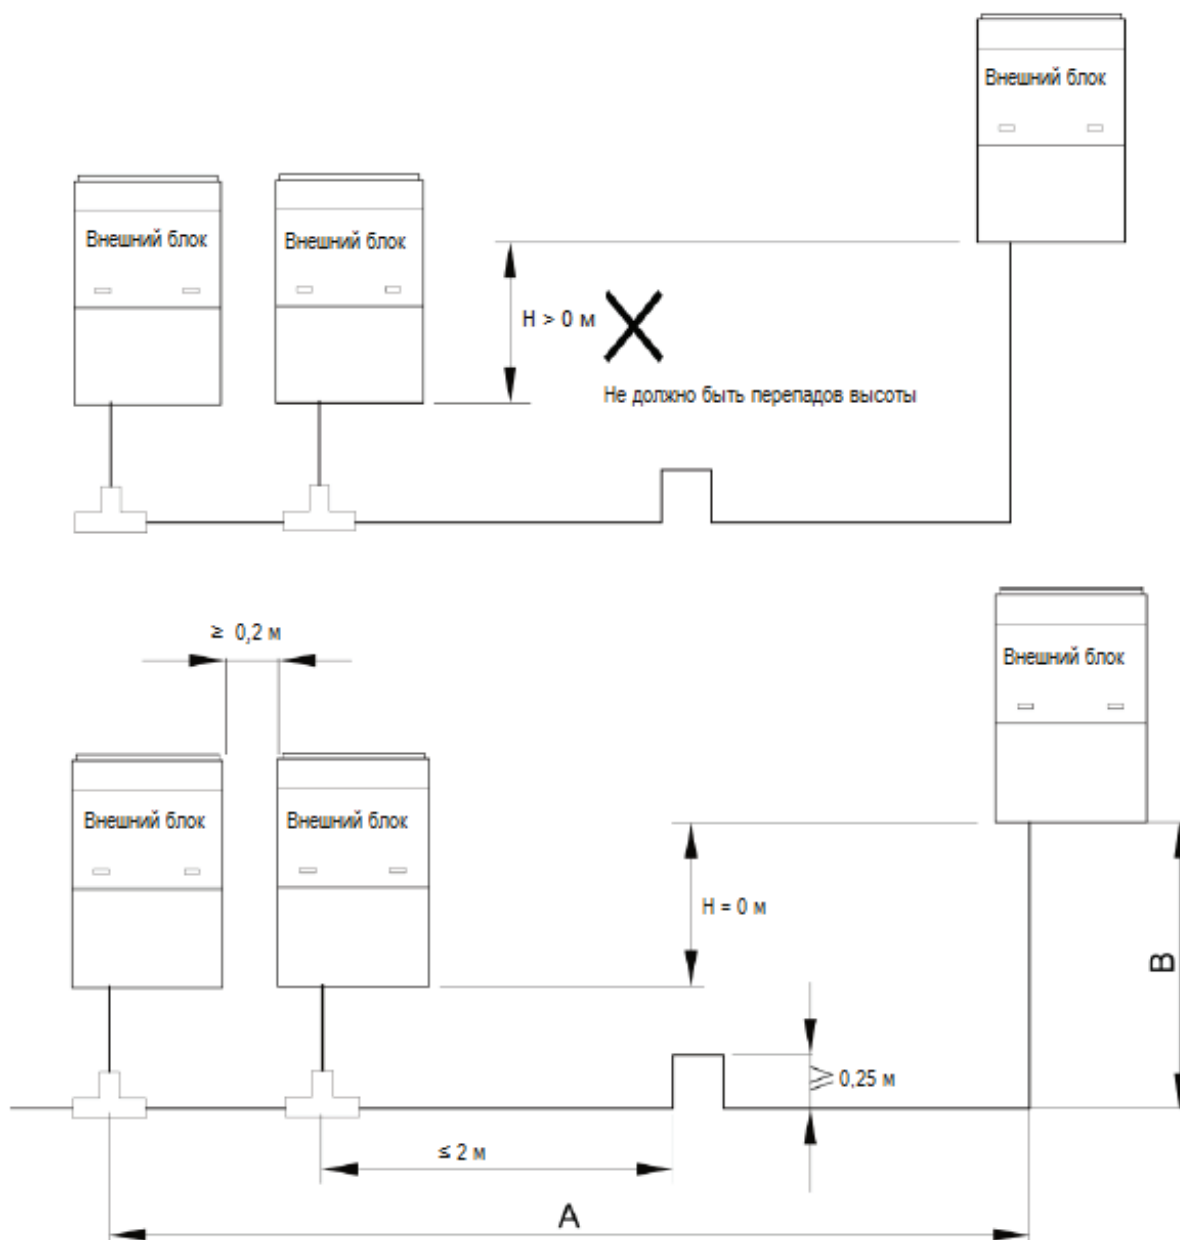 Внешний блок
Внешний блок
Внешний блок
H > 0 м
Не должно быть перепадов высоты
≥ 0,2 м
Внешний блок
Внешний блок
Внешний блок
H = 0 м
B
≥ 0,25 м
≤ 2 м
A